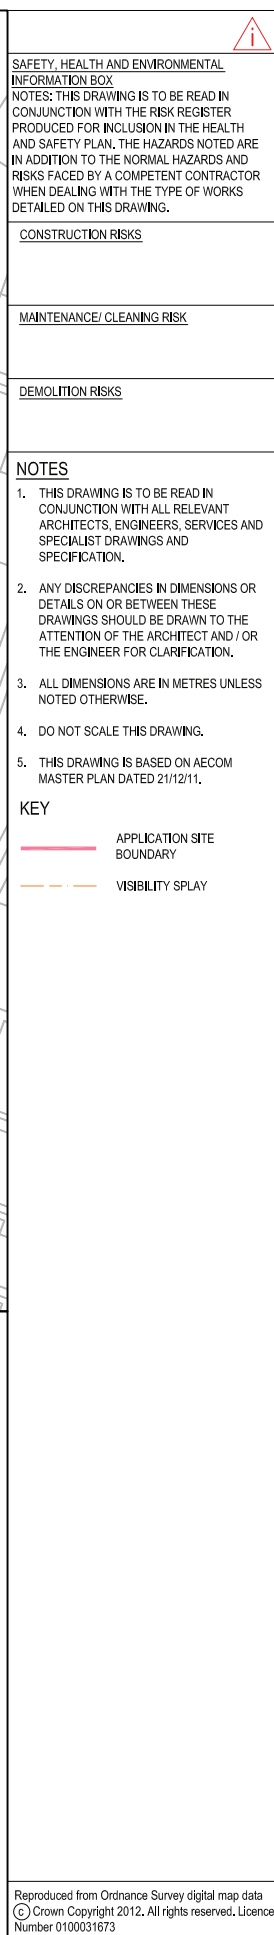 i
SAFETY, HEALTH AND ENVIRONMENTAL
INFORMATION BOX
NOTES: THIS DRAWING IS TO BE READ IN
CONJUNCTION WITH THE RISK REGISTER
PRODUCED FOR INCLUSION IN THE HEALTH
AND SAFETY PLAN. THE HAZARDS NOTED ARE
IN ADDITION TO THE NORMAL HAZARDS AND
RISKS FACED BY A COMPETENT CONTRACTOR
WHEN DEALING WITH THE TYPE OF WORKS
DETAILED ON THIS DRAWING.
CONSTRUCTION RISKS
MAINTENANCE/ CLEANING RISK
DEMOLITION RISKS
NOTES
1. THIS DRAWING IS TO BE READ IN
CONJUNCTION WITH ALL RELEVANT
ARCHITECTS, ENGINEERS, SERVICES AND
SPECIALIST DRAWINGS AND
SPECIFICATION.
2. ANY DISCREPANCIES IN DIMENSIONS OR
DETAILS ON OR BETWEEN THESE
DRAWINGS SHOULD BE DRAWN TO THE
ATTENTION OF THE ARCHITECT AND / OR
THE ENGINEER FOR CLARIFICATION.
3. ALL DIMENSIONS ARE IN METRES UNLESS
NOTED OTHERWISE.
4. DO NOT SCALE THIS DRAWING.
5. THIS DRAWING IS BASED ON AECOM
MASTER PLAN DATED 21/12/11.
KEY
APPLICATION SITE
BOUNDARY
VISIBILITY SPLAY
Reproduced from Ordnance Survey digital map data
© Crown Copyright 2012. All rights reserved. Licence
Number 0100031673